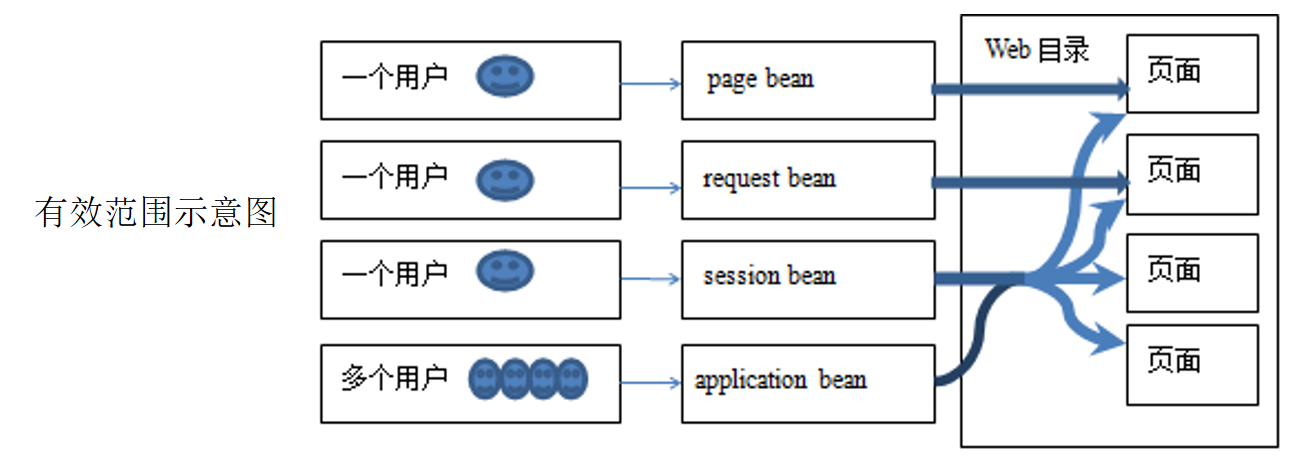 有效范围示意图
一个用户
page bean
Web 目录
页面
一个用户
request bean
页面
一个用户
session bean
页面
多个用户
application bean
页面